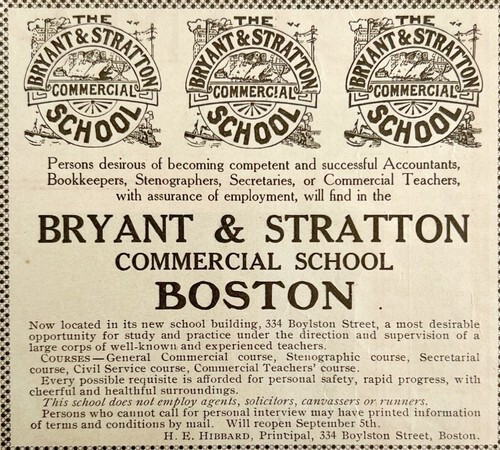 THE
BRYANT & STRATTON
COMMERCIAL
SCHOOL
THE
BRYANT & STRATTON
COMMERCIAL
SCHOOL
THE
BRYANT & STRATTON
COMMERCIAL
SCHOOL
Persons desirous of becoming competent and successful Accountants,
Bookkeepers, Stenographers, Secretaries, or Commercial Teachers,
with assurance of employment, will find in the
BRYANT & STRATTON
COMMERCIAL SCHOOL
BOSTON
Now located in its new school building, 334 Boylston Street, a most desirable
opportunity for study and practice under the direction and supervision of a
large corps of well-known and experienced teachers.
COURSES—General Commercial course, Stenographic course, Secretarial
course, Civil Service course, Commercial Teachers' course.
Every possible requisite is afforded for personal safety, rapid progress, with
cheerful and healthful surroundings.
This school does not employ agents, solicitors, canvassers or runners.
Persons who cannot call for personal interview may have printed information
of terms and conditions by mail. Will reopen September 5th.
H. E. HIBBARD, Principal, 334 Boylston Street, Boston.